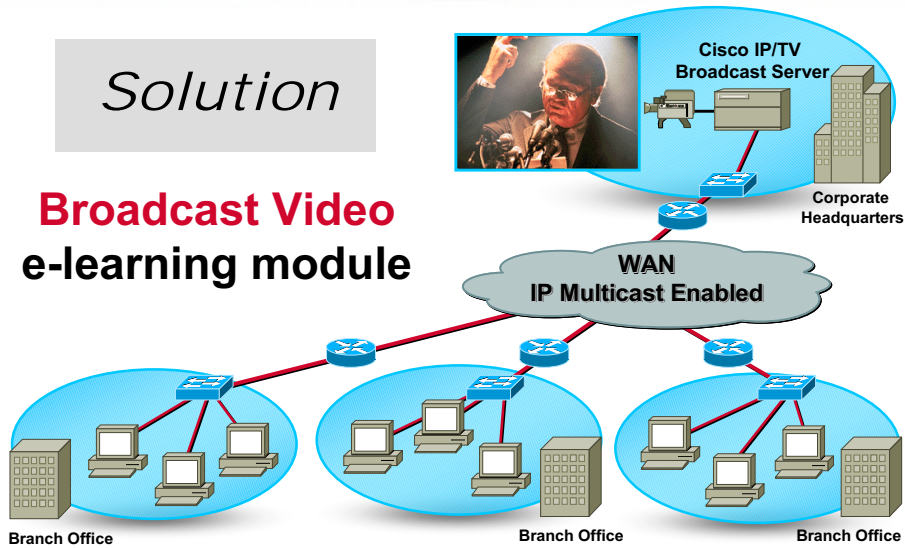 Solution
Broadcast Video
e-learning module
Cisco IP/TV
Broadcast Server
Corporate
Headquarters
WAN
IP Multicast Enabled
Branch Office
Branch Office
Branch Office